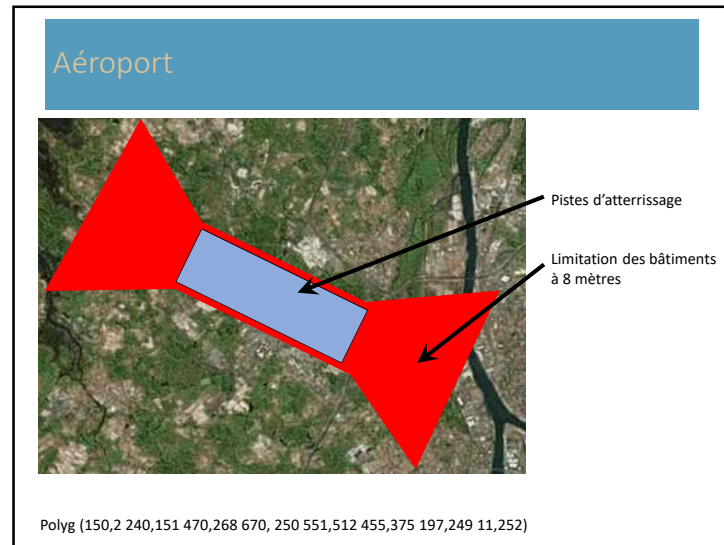 Aéroport
Pistes d'atterrissage
Limitation des bâtiments
à 8 mètres
Polyg (150,2 240,151 470,268 670, 250 551,512 455,375 197,249 11,252)